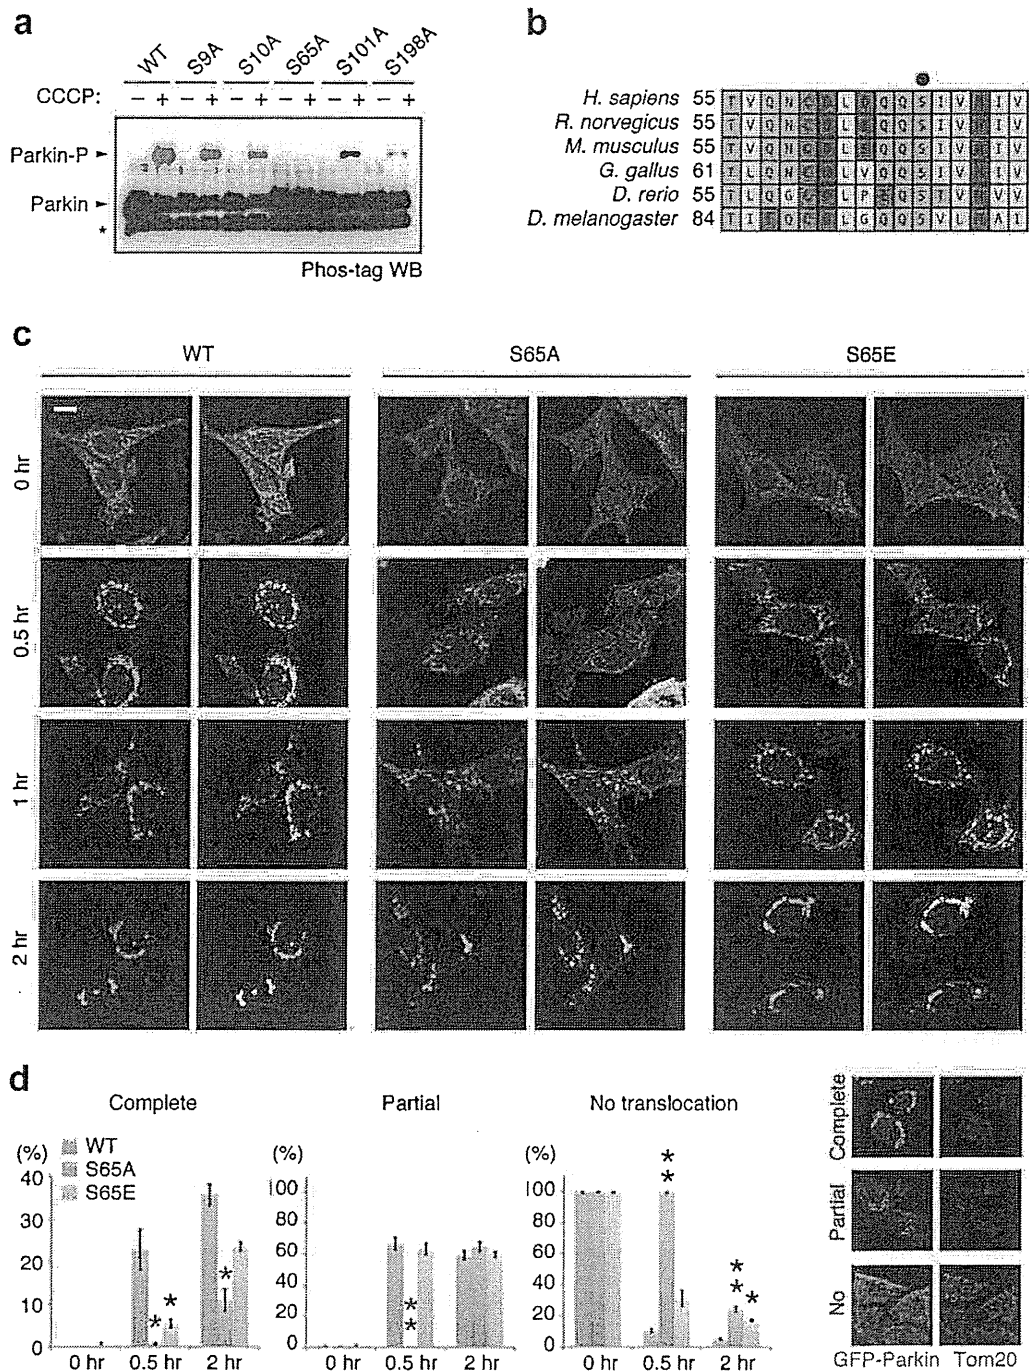 a
WT S9A S10A S65A S101A S198A
CCCP: – + – + – + – + – + – +
Parkin-P
Parkin
*
Phos-tag WB
b
H. sapiens 55
R. norvegicus 55
M. musculus 55
G. gallus 61
D. rerio 55
D. melanogaster 84
c
WT S65A S65E
0 hr
0.5 hr
1 hr
2 hr
d
Complete
(%)
WT
S65A
S65E
40
30
20
10
0
0 hr 0.5 hr 2 hr
* * *
Partial
(%)
100
80
60
40
20
0
0 hr 0.5 hr 2 hr
* *
No translocation
(%)
100
80
60
40
20
0
0 hr 0.5 hr 2 hr
* * * * *
Complete
Partial
No
GFP-Parkin Tom20